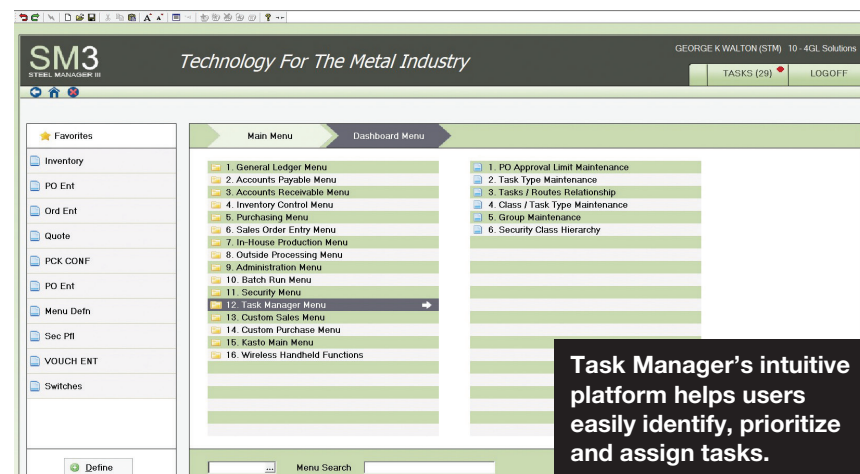 SM3
STEEL MANAGER III
Technology For The Metal Industry
GEORGE K WALTON (STM) 10 - 4GL Solutions
TASKS (29)
LOGOFF
Favorites
Main Menu
Dashboard Menu
Inventory
PO Ent
Ord Ent
Quote
PCK CONF
PO Ent
Menu Defn
Sec Pfl
VOUCH ENT
Switches
Define
1. General Ledger Menu
2. Accounts Payable Menu
3. Accounts Receivable Menu
4. Inventory Control Menu
5. Purchasing Menu
6. Sales Order Entry Menu
7. In-House Production Menu
8. Outside Processing Menu
9. Administration Menu
10. Batch Run Menu
11. Security Menu
12. Task Manager Menu
13. Custom Sales Menu
14. Custom Purchase Menu
15. Kasto Main Menu
16. Wireless Handheld Functions
1. PO Approval Limit Maintenance
2. Task Type Maintenance
3. Tasks / Routes Relationship
4. Class / Task Type Maintenance
5. Group Maintenance
6. Security Class Hierarchy
...
Menu Search
Task Manager’s intuitive
platform helps users
easily identify, prioritize
and assign tasks.